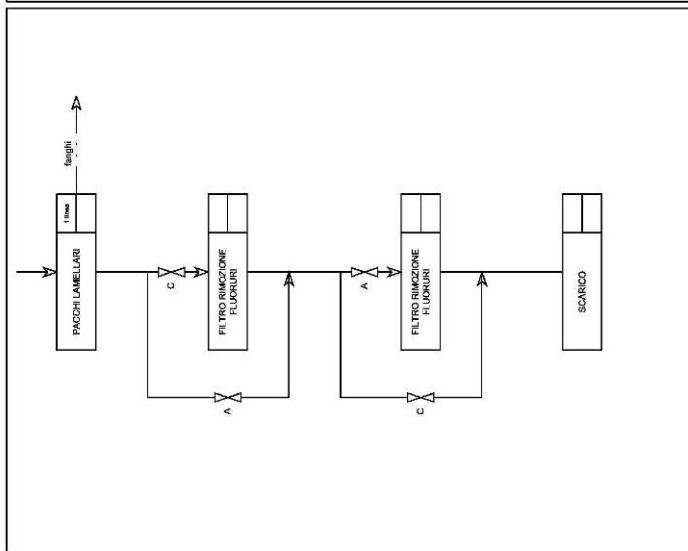 fanghi
1 linea
PACCHI LAMELLARI
C
A
FILTRO RIMOZIONE
FLUORURI
A
C
FILTRO RIMOZIONE
FLUORURI
SCARICO